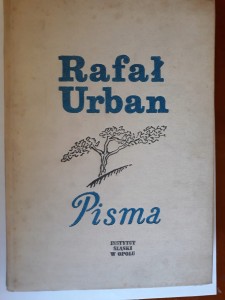 Rafał
Urban
Pisma
INSTYTUT
ŚLĄSKI
W OPOLU